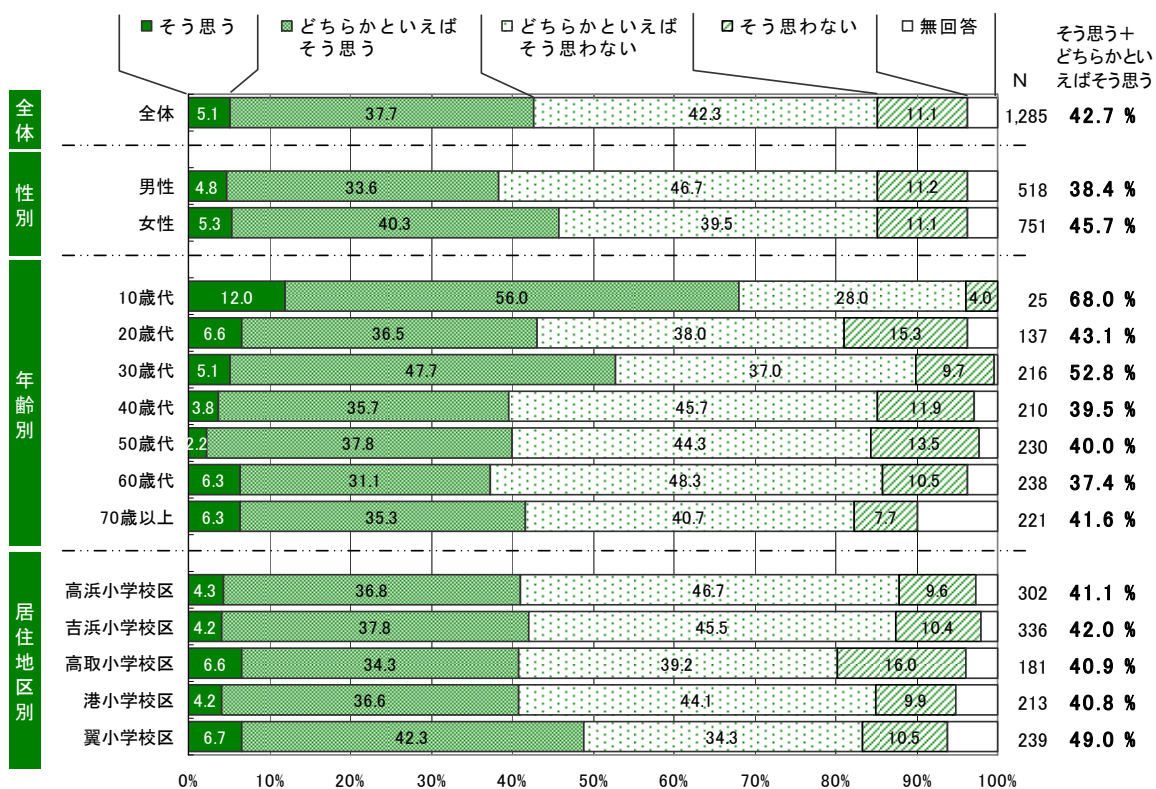 そう思う
どちらかといえば
そう思う
どちらかといえば
そう思わない
そう思わない
無回答
N
そう思う＋
どちらかとい
えばそう思う
全体
全体 5.1 37.7 42.3 11.1 1,285 42.7 %
性別
男性 4.8 33.6 46.7 11.2 518 38.4 %
女性 5.3 40.3 39.5 11.1 751 45.7 %
年齢別
10歳代 12.0 56.0 28.0 4.0 25 68.0 %
20歳代 6.6 36.5 38.0 15.3 137 43.1 %
30歳代 5.1 47.7 37.0 9.7 216 52.8 %
40歳代 3.8 35.7 45.7 11.9 210 39.5 %
50歳代 2.2 37.8 44.3 13.5 230 40.0 %
60歳代 6.3 31.1 48.3 10.5 238 37.4 %
70歳以上 6.3 35.3 40.7 7.7 221 41.6 %
居住地区別
高浜小学校区 4.3 36.8 46.7 9.6 302 41.1 %
吉浜小学校区 4.2 37.8 45.5 10.4 336 42.0 %
高取小学校区 6.6 34.3 39.2 16.0 181 40.9 %
港小学校区 4.2 36.6 44.1 9.9 213 40.8 %
翼小学校区 6.7 42.3 34.3 10.5 239 49.0 %
0% 10% 20% 30% 40% 50% 60% 70% 80% 90% 100%